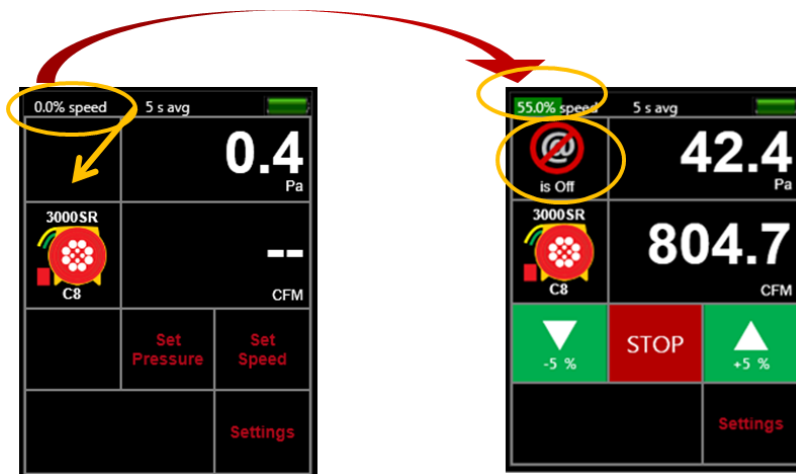 0.0% speed 5 s avg
0.4
Pa
3000SR
C8
--
CFM
Set
Pressure
Set
Speed
Settings
55.0% speed 5 s avg
@
is Off
42.4
Pa
3000SR
C8
804.7
CFM
-5 %
STOP
+5 %
Settings